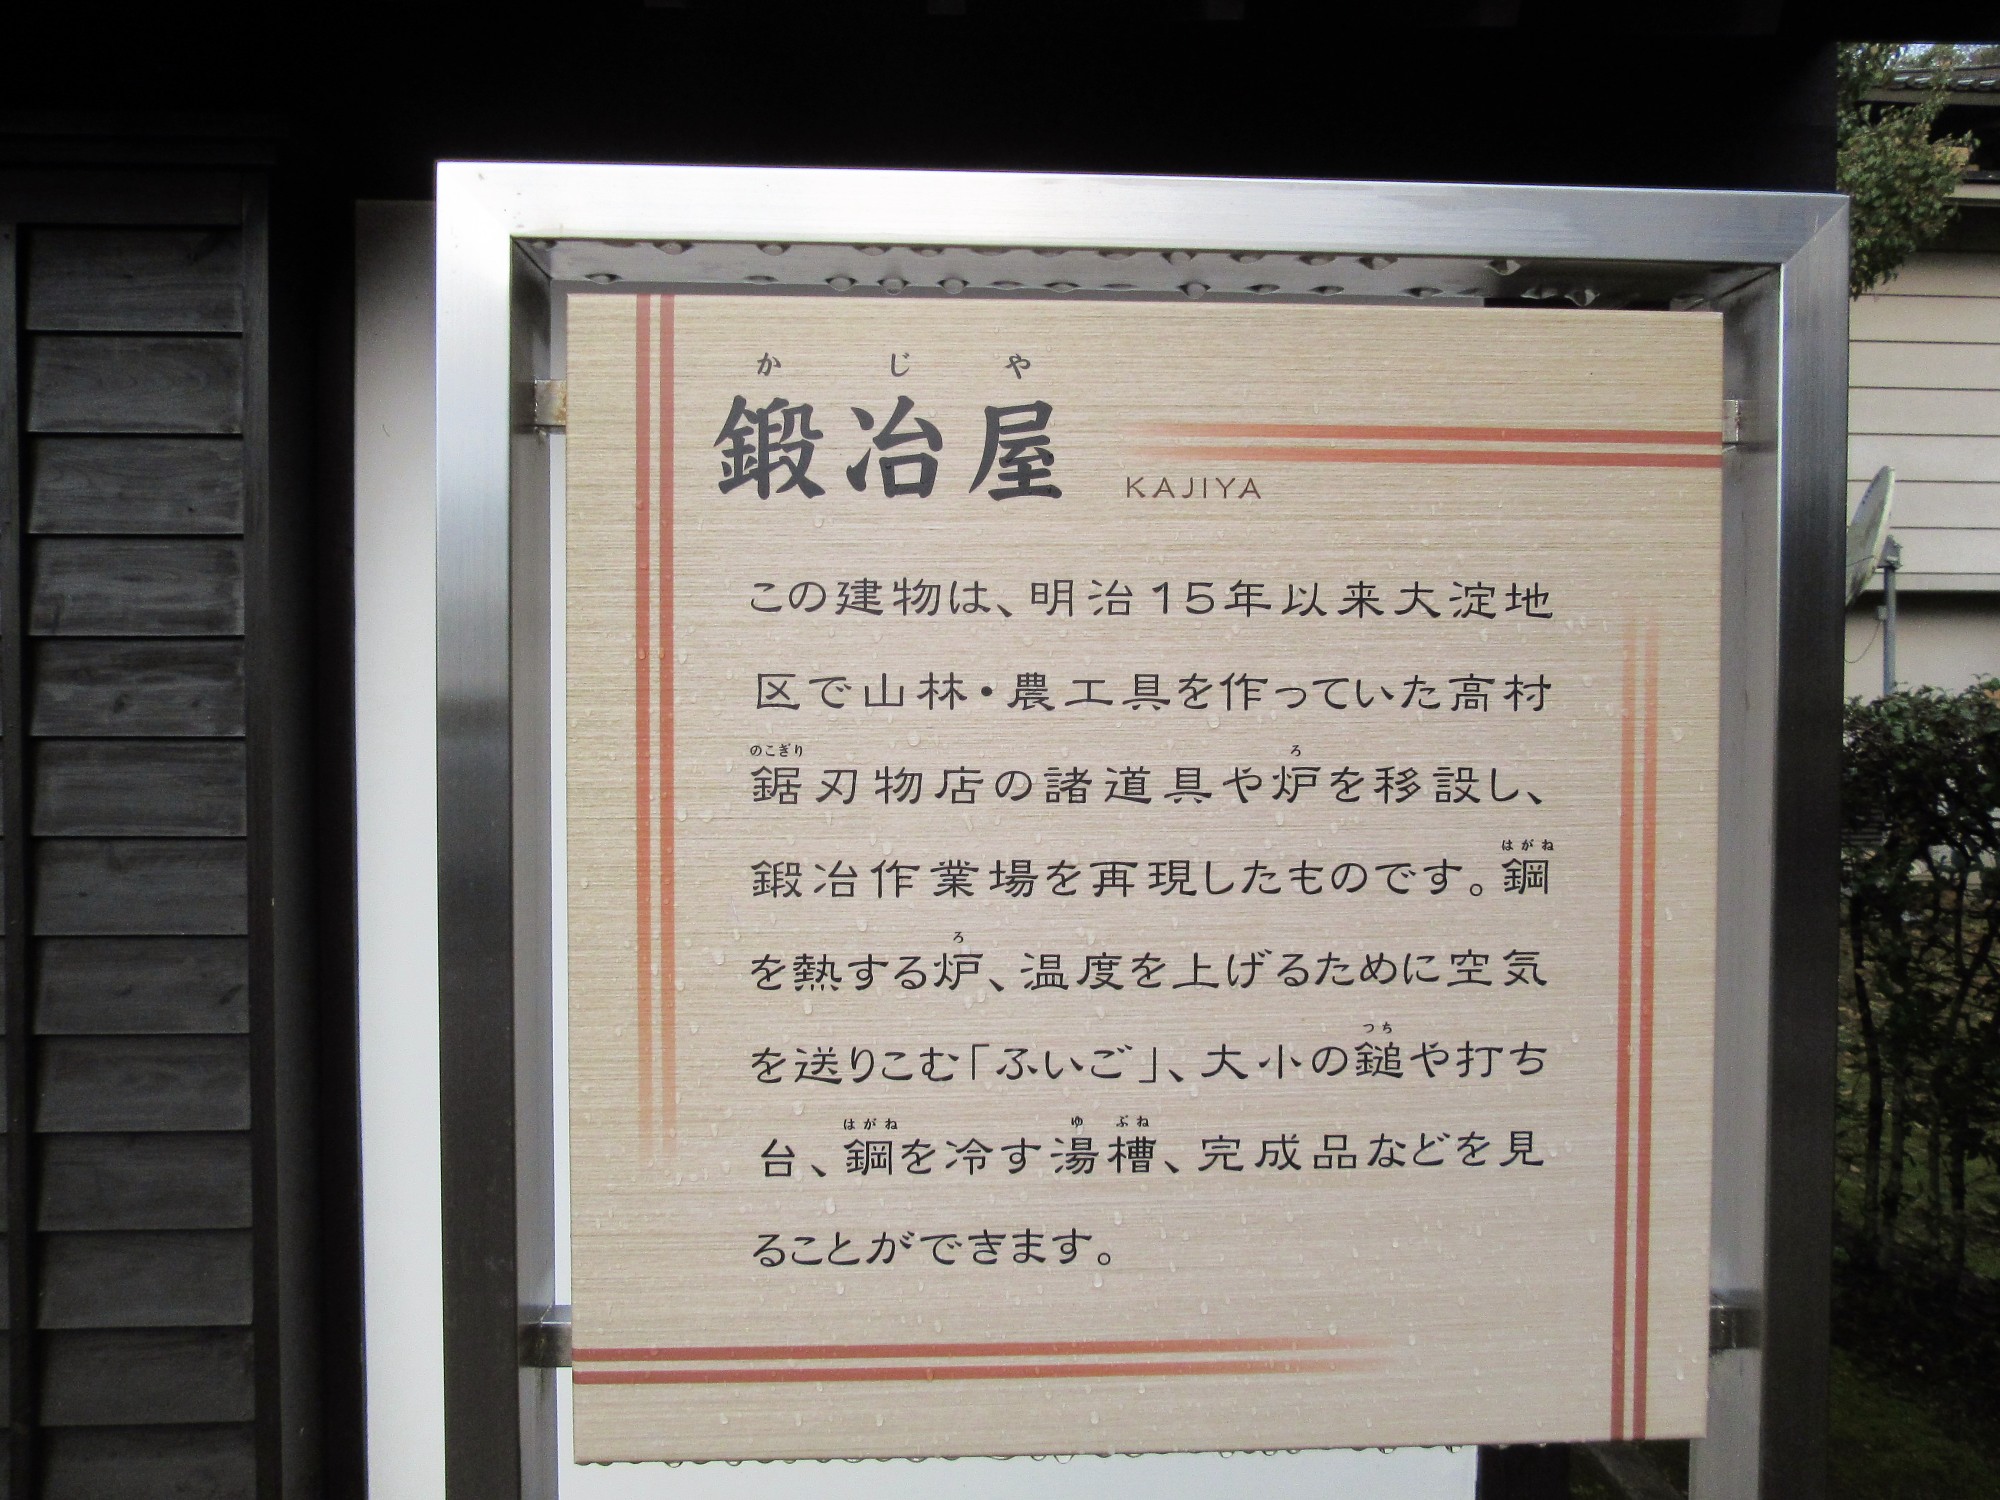 かじや
鍛冶屋 KAJIYA
この建物は、明治15年以来大淀地
区で山林・農工具を作っていた高村
のこぎり ろ
鋸刃物店の諸道具や炉を移設し、
はがね
鍛冶作業場を再現したものです。鋼
ろ
を熱する炉、温度を上げるために空気
つち
を送りこむ「ふいご」、大小の鎚や打ち
はがね ゆ ぶね
台、鋼を冷す湯槽、完成品などを見
ることができます。